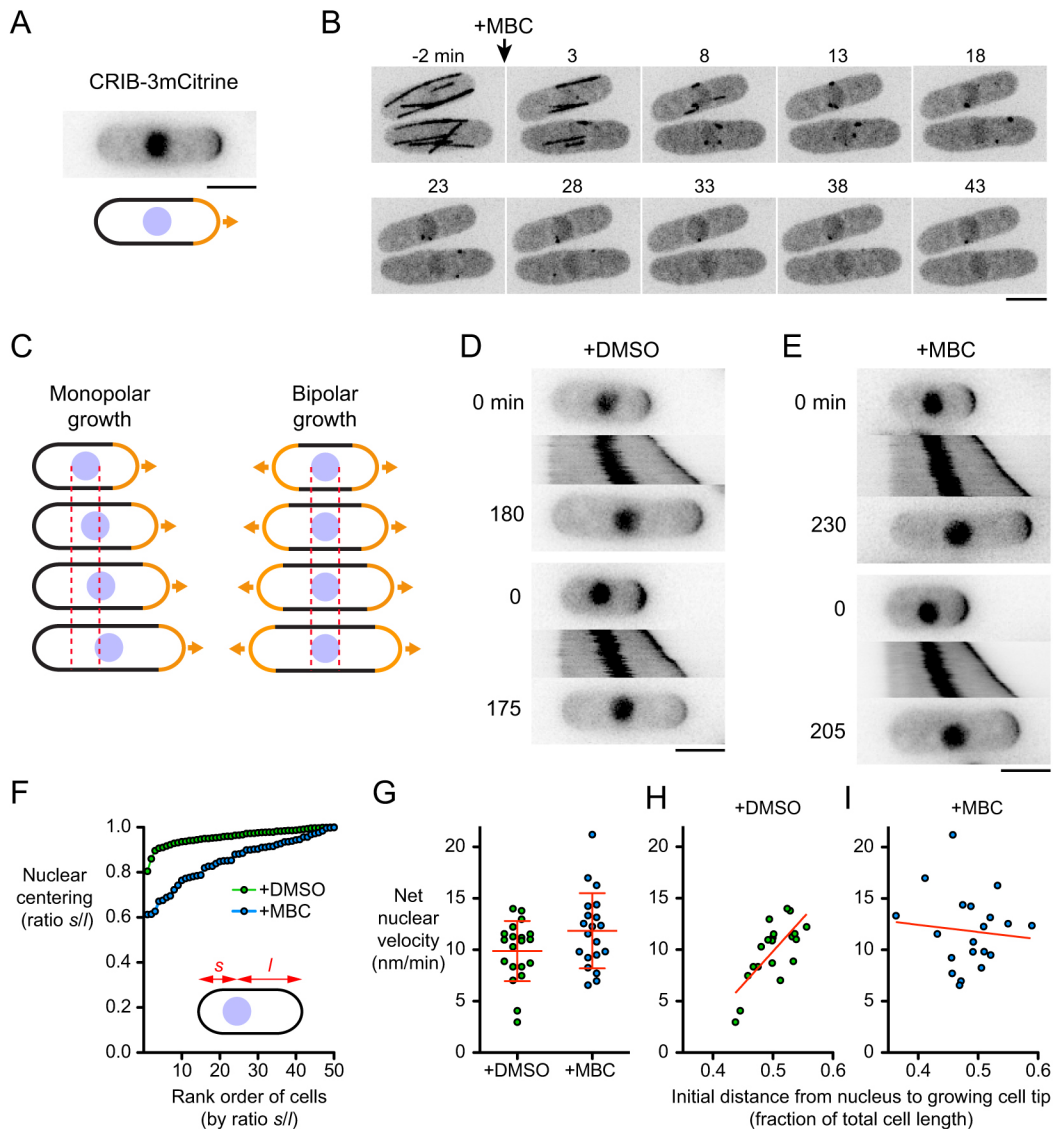 A
CRIB-3mCitrine
B
+MBC
-2 min 3 8 13 18
23 28 33 38 43
C
Monopolar growth
Bipolar growth
D
+DMSO
0 min
180
0
175
E
+MBC
0 min
230
0
205
F
Nuclear
centering
(ratio s/l)
1.0
0.8
0.6
0.4
0.2
0.0
+DMSO
+MBC
s l
10 20 30 40 50
Rank order of cells
(by ratio s/l)
G
Net
nuclear
velocity
(nm/min)
20
15
10
5
0
+DMSO +MBC
H
+DMSO
20
15
10
5
0
0.4 0.5 0.6
I
+MBC
20
15
10
5
0
0.4 0.5 0.6
Initial distance from nucleus to growing cell tip
(fraction of total cell length)